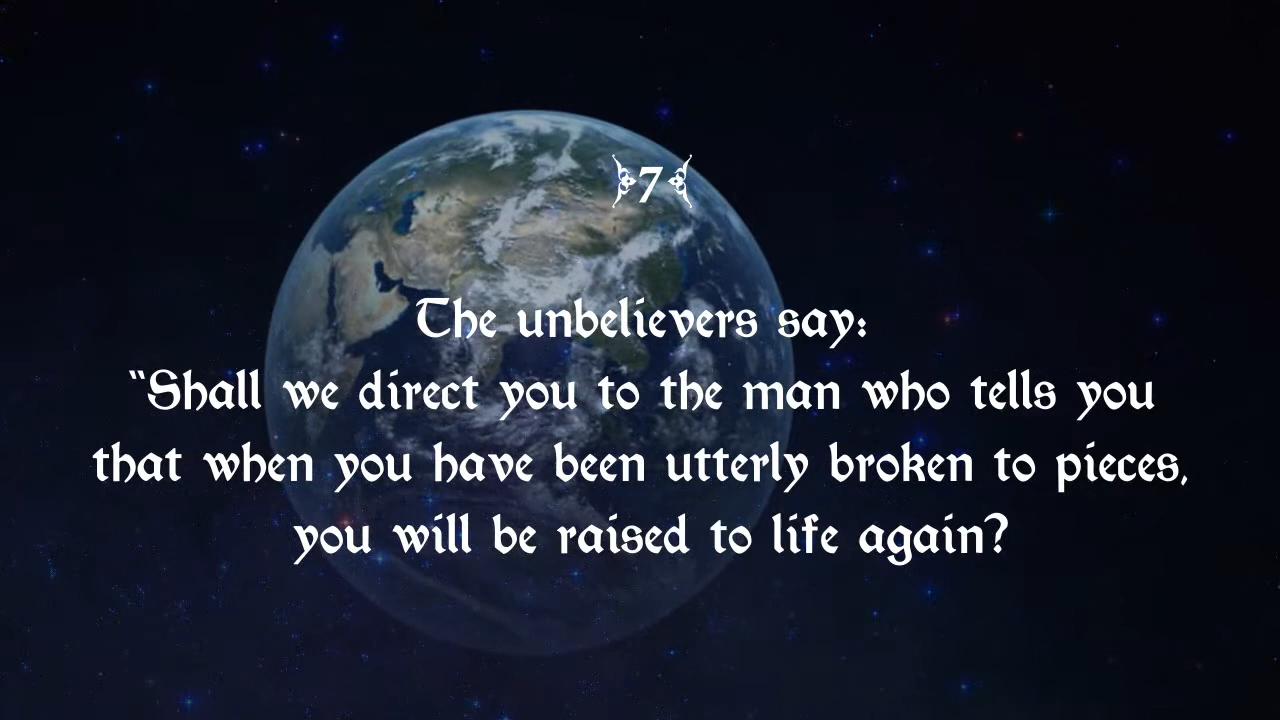 7
The unbelievers say:
“Shall we direct you to the man who tells you
that when you have been utterly broken to pieces,
you will be raised to life again?